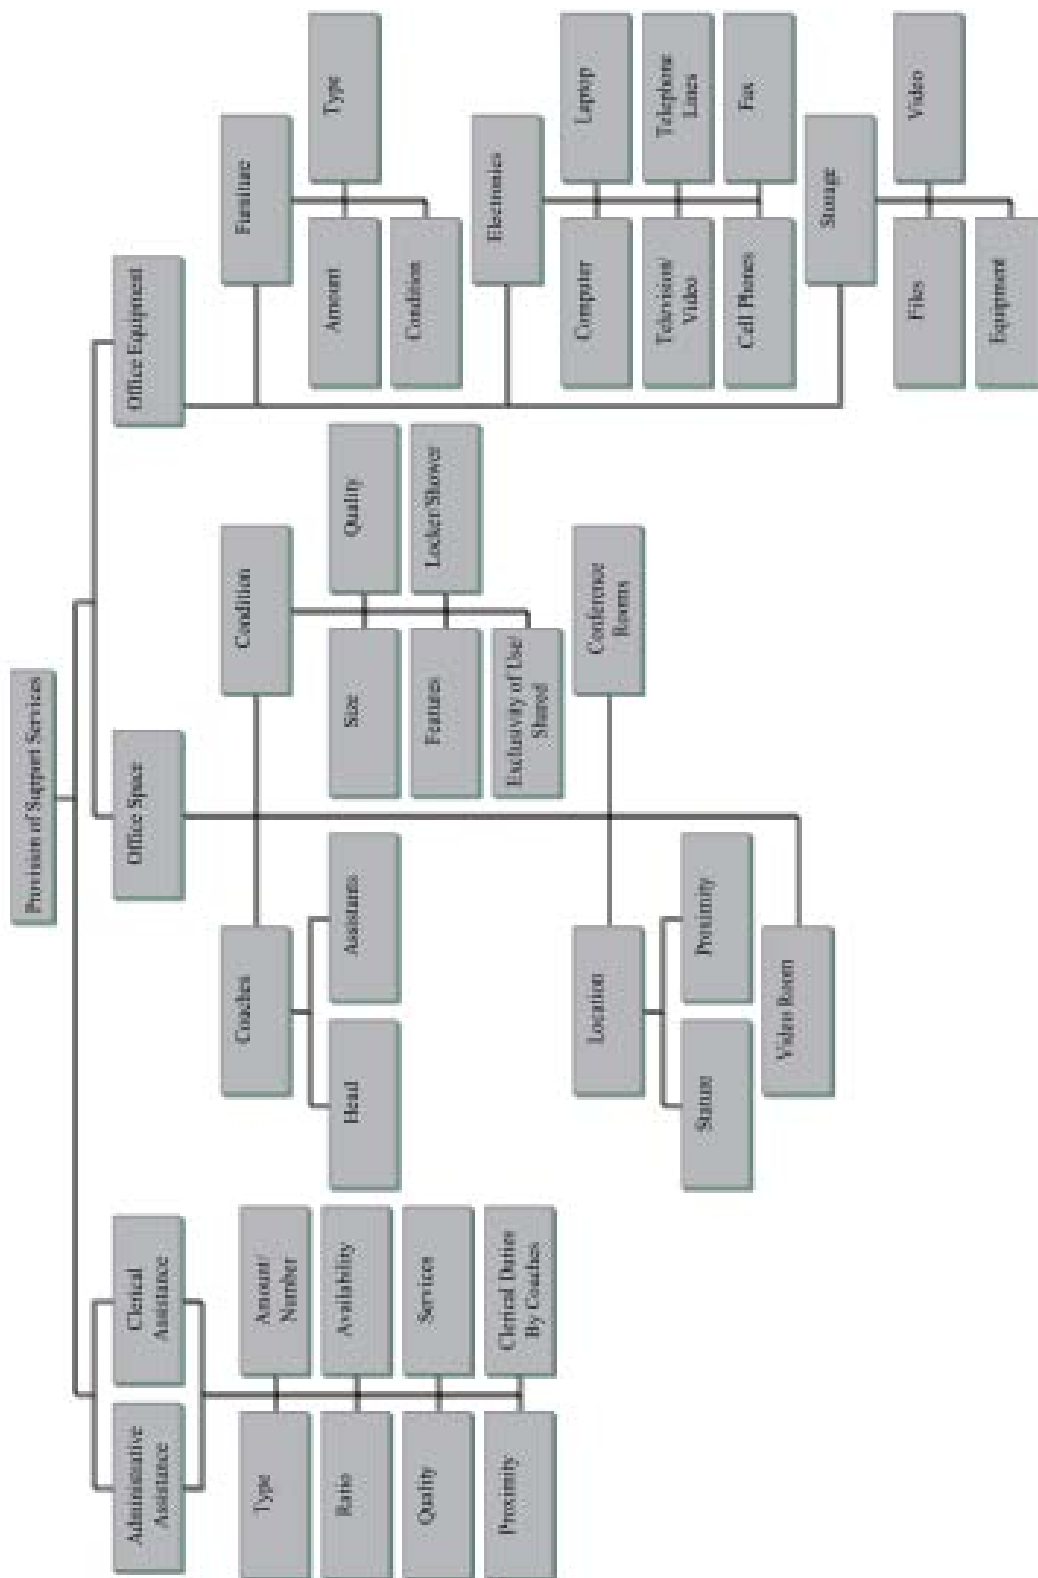 Provision of Support Services
Administrative
Assistance
Clerical
Assistance
Office Space
Office Equipment
Type
Amount/
Number
Ratio
Availability
Quality
Services
Proximity
Clerical Duties
By Coaches
Coaches
Head
Assistants
Condition
Size
Quality
Features
Locker/Shower
Exclusivity of Use/
Shared
Location
Stature
Proximity
Conference
Rooms
Video Room
Furniture
Amount
Type
Condition
Electronics
Computer
Laptop
Television/
Video
Telephone
Lines
Cell Phones
Fax
Storage
Files
Video
Equipment